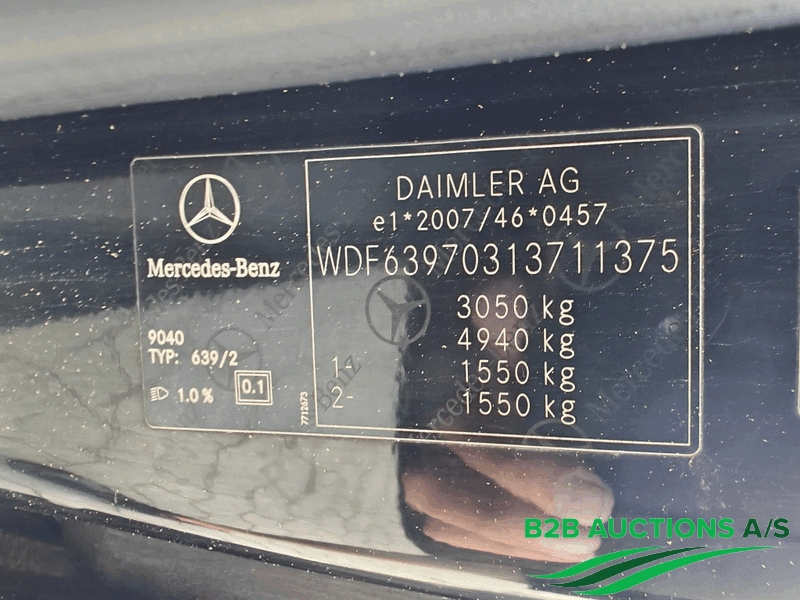 Mercedes-Benz
9040
TYP: 639/2
1.0 %
0.1
7712673
DAIMLER AG
e1*2007/46*0457
WDF63970313711375
3050 kg
4940 kg
1- 1550 kg
2- 1550 kg
B2B AUCTIONS A/S